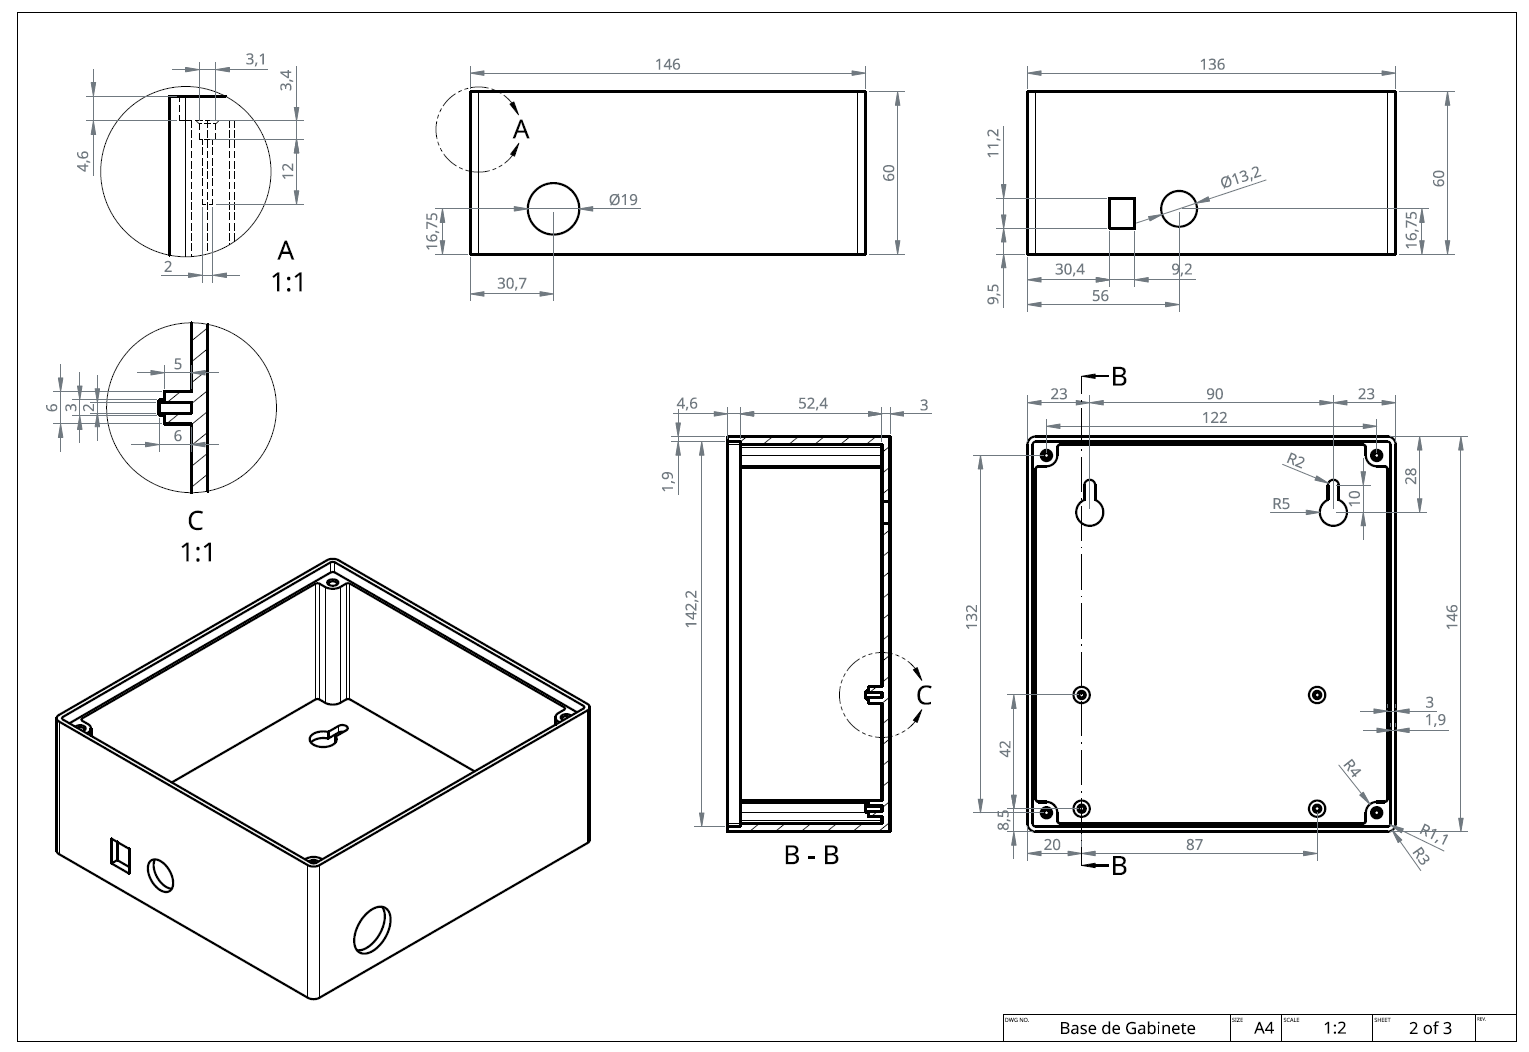 3,1
3,4
4,6
12
2
A
1:1
146
A
60
Ø19
16,75
30,7
136
11,2
60
Ø13,2
16,75
30,4
9,2
9,5
56
5
6
3
2
6
C
1:1
4,6
52,4
3
1,9
142,2
C
B - B
B
23
90
23
122
R2
28
10
R5
132
146
3
1,9
42
R4
8,5
R1,1
R3
20
87
B
DWG NO.
Base de Gabinete
SIZE
A4
SCALE
1:2
SHEET
2 of 3
REV.